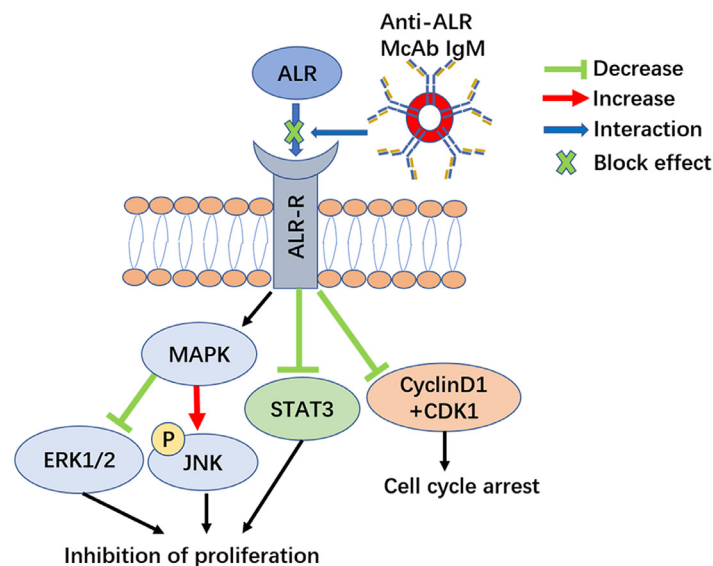 Anti-ALR
McAb IgM
ALR
Decrease
Increase
Interaction
Block effect
ALR-R
MAPK
STAT3
CyclinD1
+CDK1
P
ERK1/2
JNK
Cell cycle arrest
Inhibition of proliferation